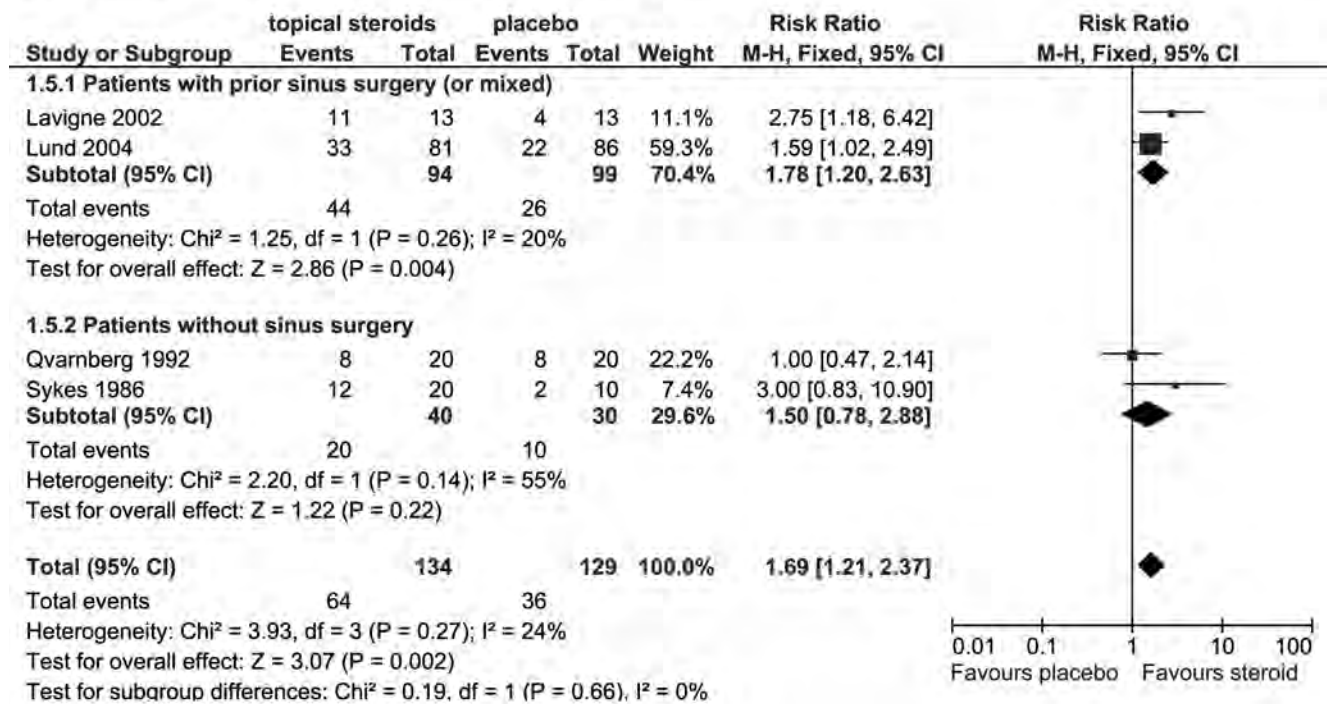 topical steroids placebo Risk Ratio Risk Ratio
Study or Subgroup Events Total Events Total Weight M-H, Fixed, 95% CI M-H, Fixed, 95% CI
1.5.1 Patients with prior sinus surgery (or mixed)
Lavigne 2002 11 13 4 13 11.1% 2.75 [1.18, 6.42]
Lund 2004 33 81 22 86 59.3% 1.59 [1.02, 2.49]
Subtotal (95% CI) 94 99 70.4% 1.78 [1.20, 2.63]
Total events 44 26
Heterogeneity: Chi² = 1.25, df = 1 (P = 0.26); I² = 20%
Test for overall effect: Z = 2.86 (P = 0.004)
1.5.2 Patients without sinus surgery
Qvarnberg 1992 8 20 8 20 22.2% 1.00 [0.47, 2.14]
Sykes 1986 12 20 2 10 7.4% 3.00 [0.83, 10.90]
Subtotal (95% CI) 40 30 29.6% 1.50 [0.78, 2.88]
Total events 20 10
Heterogeneity: Chi² = 2.20, df = 1 (P = 0.14); I² = 55%
Test for overall effect: Z = 1.22 (P = 0.22)
Total (95% CI) 134 129 100.0% 1.69 [1.21, 2.37]
Total events 64 36
Heterogeneity: Chi² = 3.93, df = 3 (P = 0.27); I² = 24%
Test for overall effect: Z = 3.07 (P = 0.002)
Test for subgroup differences: Chi² = 0.19, df = 1 (P = 0.66), I² = 0%
0.01 0.1 1 10 100
Favours placebo Favours steroid